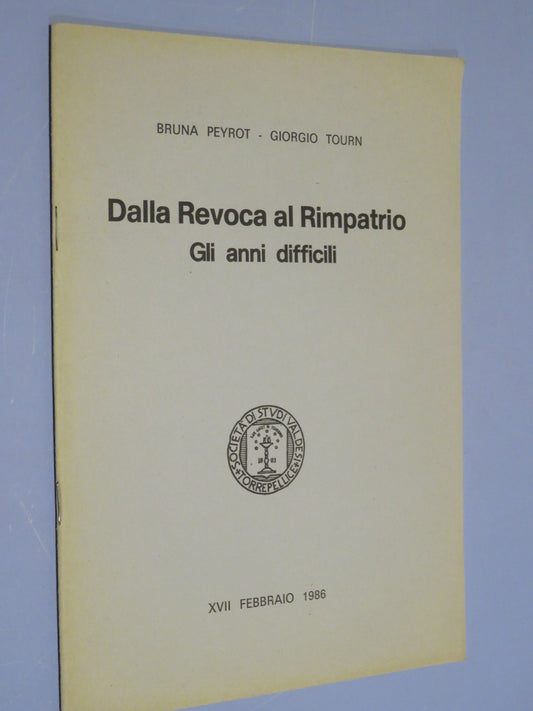 BRUNA PEYROT - GIORGIO TOURN
Dalla Revoca al Rimpatrio
Gli anni difficili
SOCIETÀ DI STVDI VALDESI
TORRE PELLICE
XVII FEBBRAIO 1986